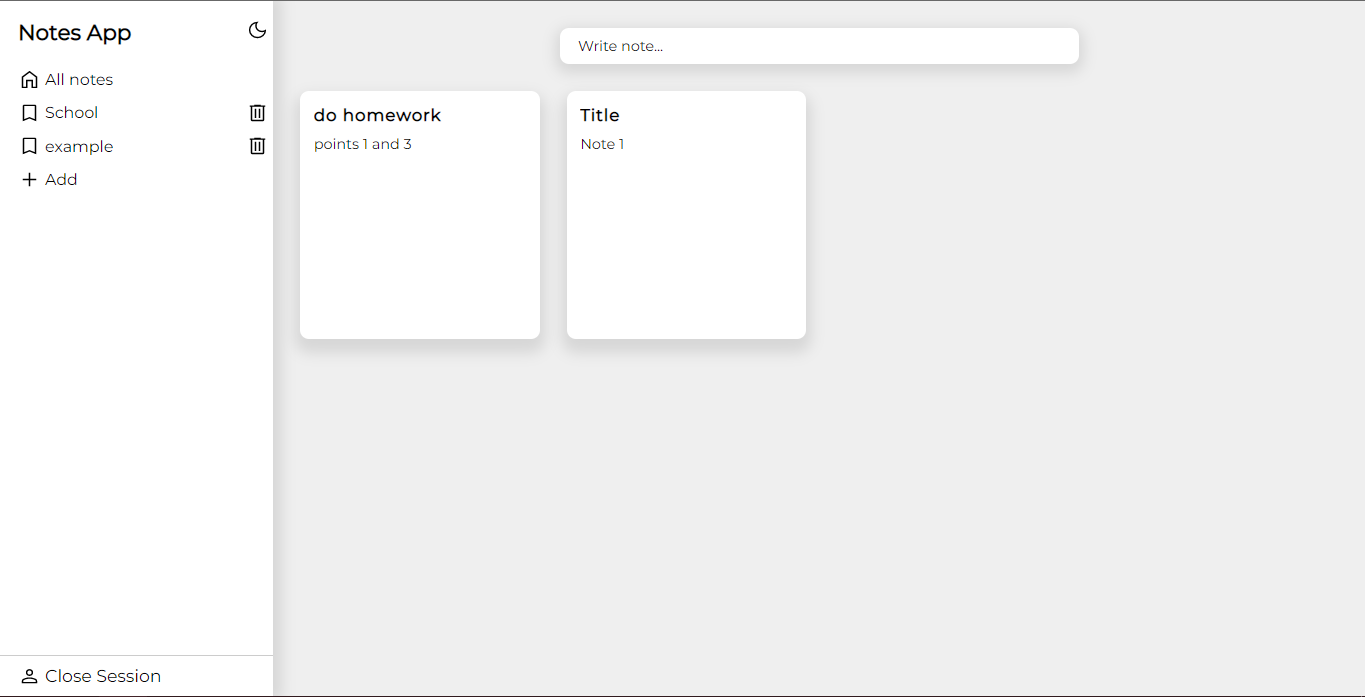 Notes App
All notes
School
example
Add
Close Session
Write note...
do homework
points 1 and 3
Title
Note 1